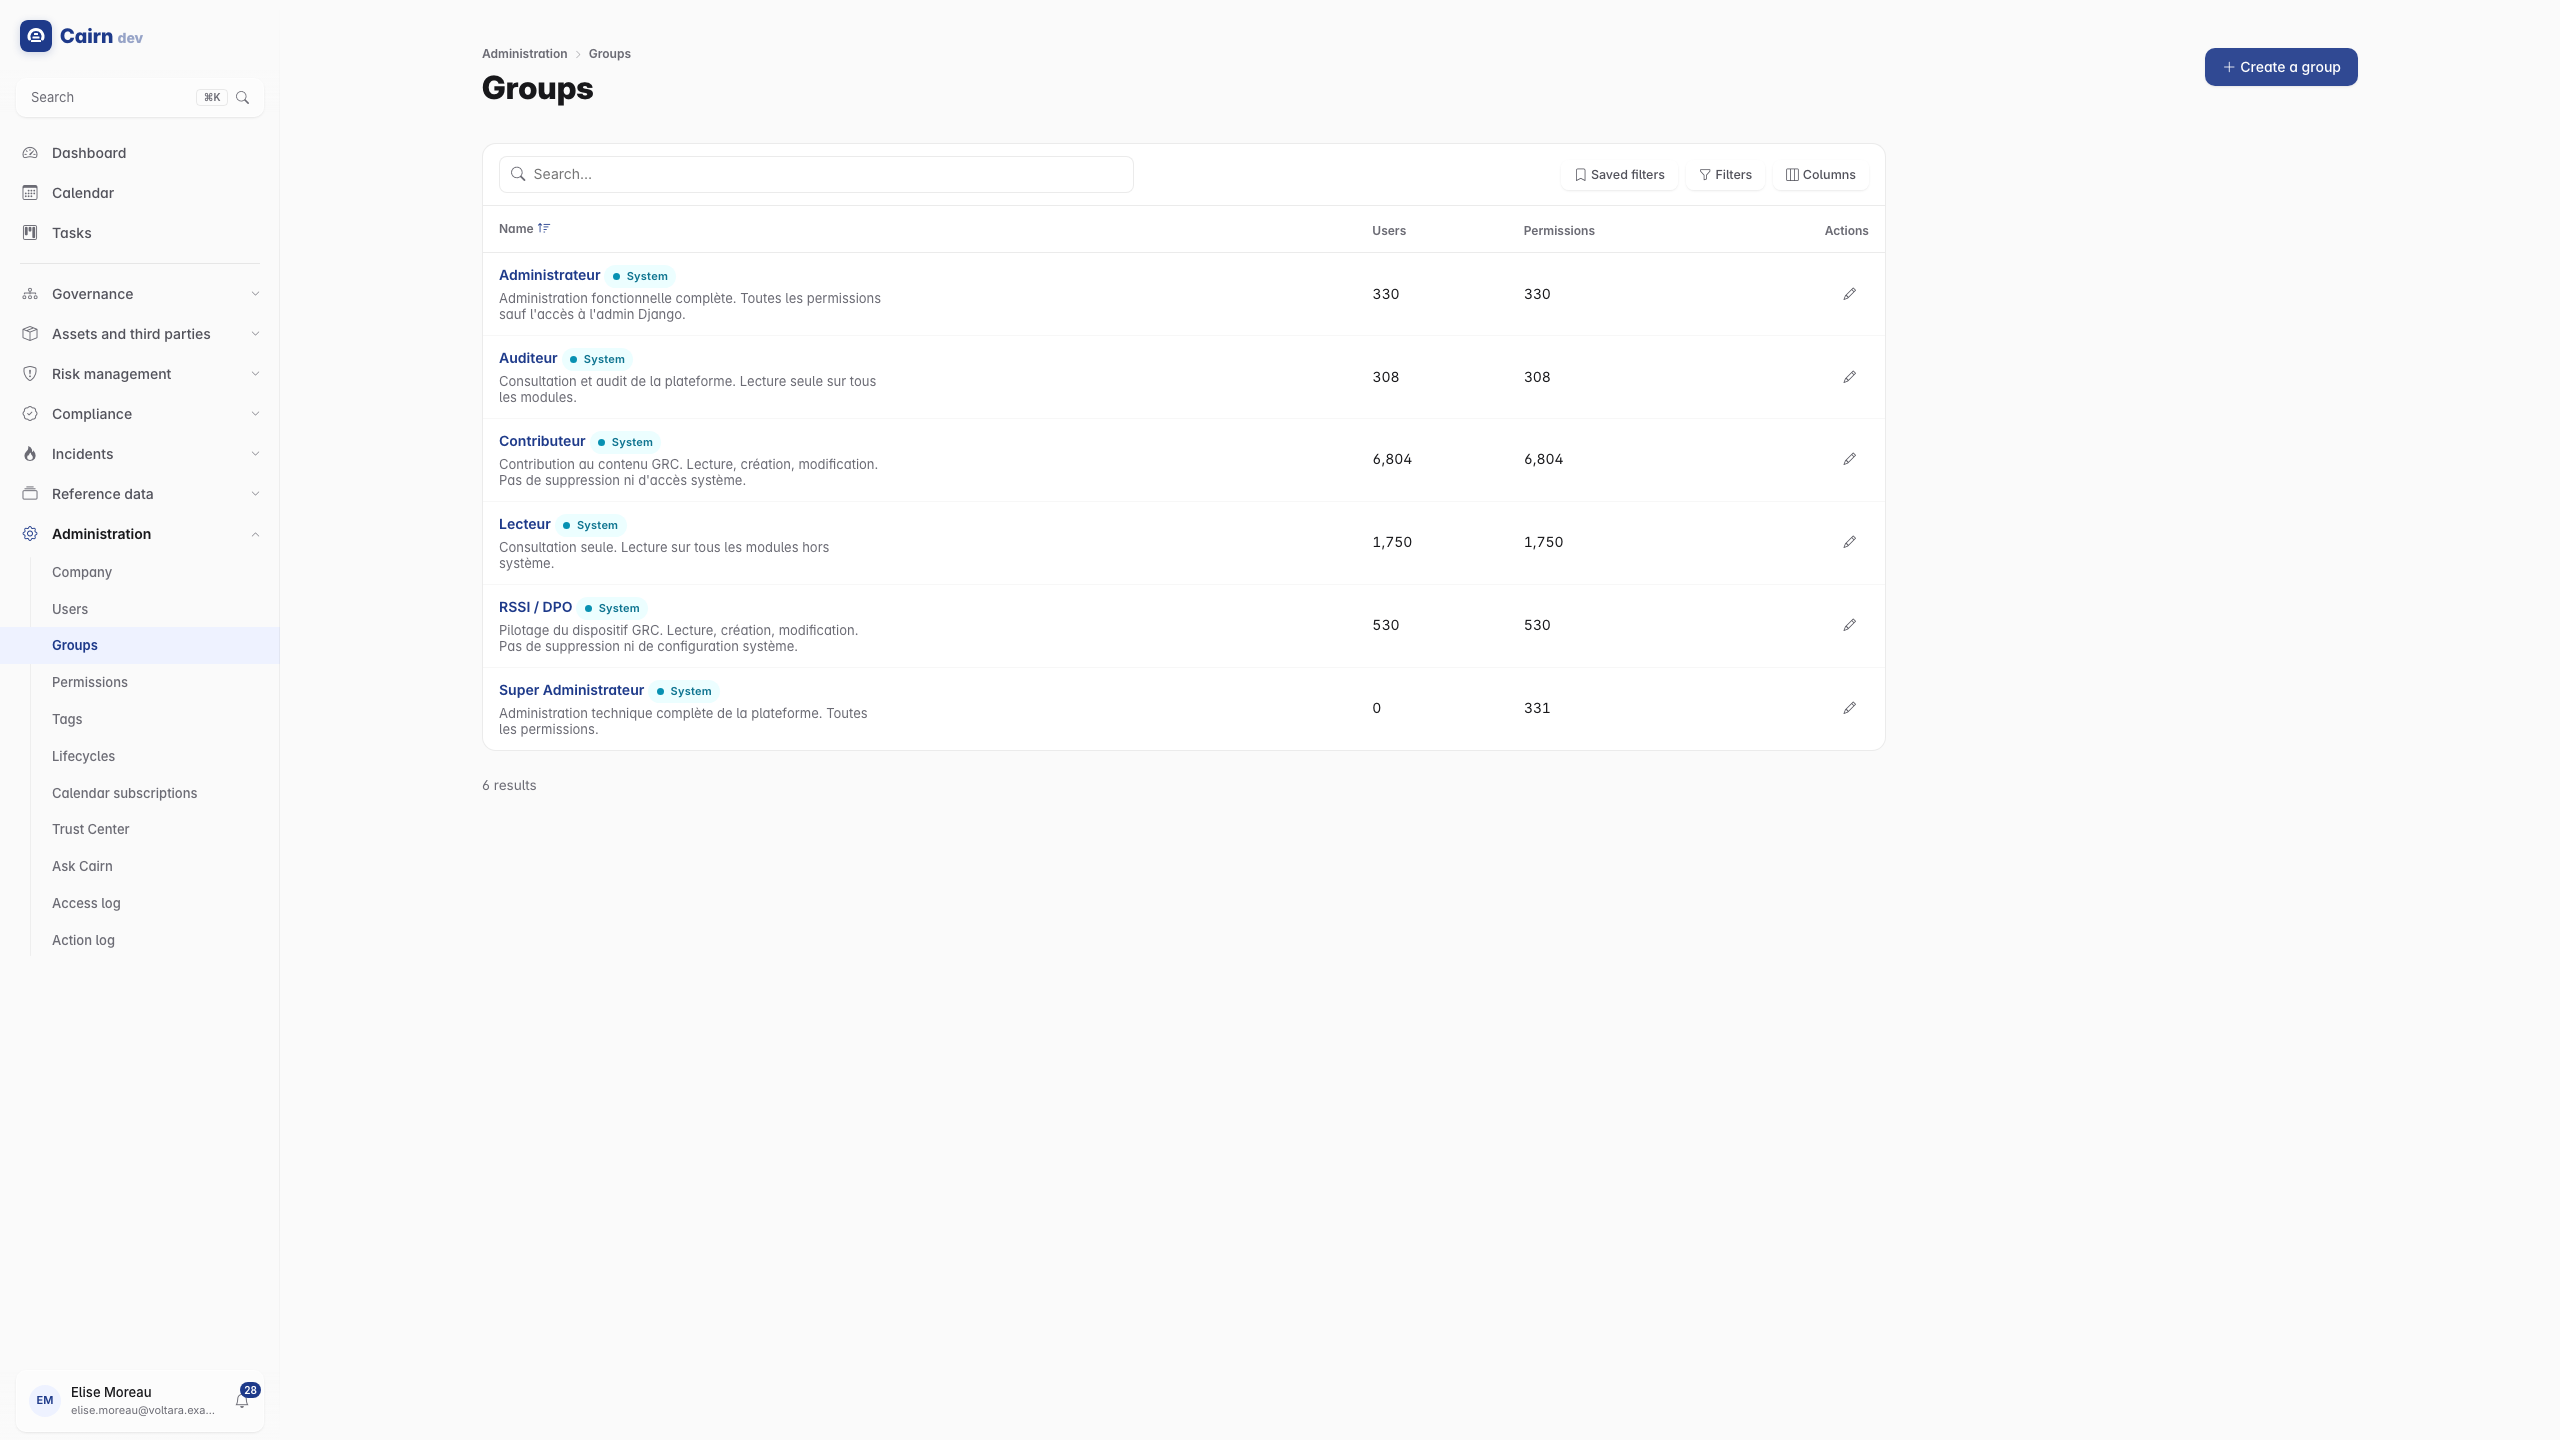 Cairn dev
Search ⌘K
Dashboard
Calendar
Tasks
Governance
Assets and third parties
Risk management
Compliance
Incidents
Reference data
Administration
Company
Users
Groups
Permissions
Tags
Lifecycles
Calendar subscriptions
Trust Center
Ask Cairn
Access log
Action log
EM
Elise Moreau
elise.moreau@voltara.exa...
28
Administration > Groups
Groups
+ Create a group
Search...
Saved filters
Filters
Columns
Name Users Permissions Actions
Administrateur System
Administration fonctionnelle complète. Toutes les permissions
sauf l'accès à l'admin Django.
330 330
Auditeur System
Consultation et audit de la plateforme. Lecture seule sur tous
les modules.
308 308
Contributeur System
Contribution au contenu GRC. Lecture, création, modification.
Pas de suppression ni d'accès système.
6,804 6,804
Lecteur System
Consultation seule. Lecture sur tous les modules hors
système.
1,750 1,750
RSSI / DPO System
Pilotage du dispositif GRC. Lecture, création, modification.
Pas de suppression ni de configuration système.
530 530
Super Administrateur System
Administration technique complète de la plateforme. Toutes
les permissions.
0 331
6 results